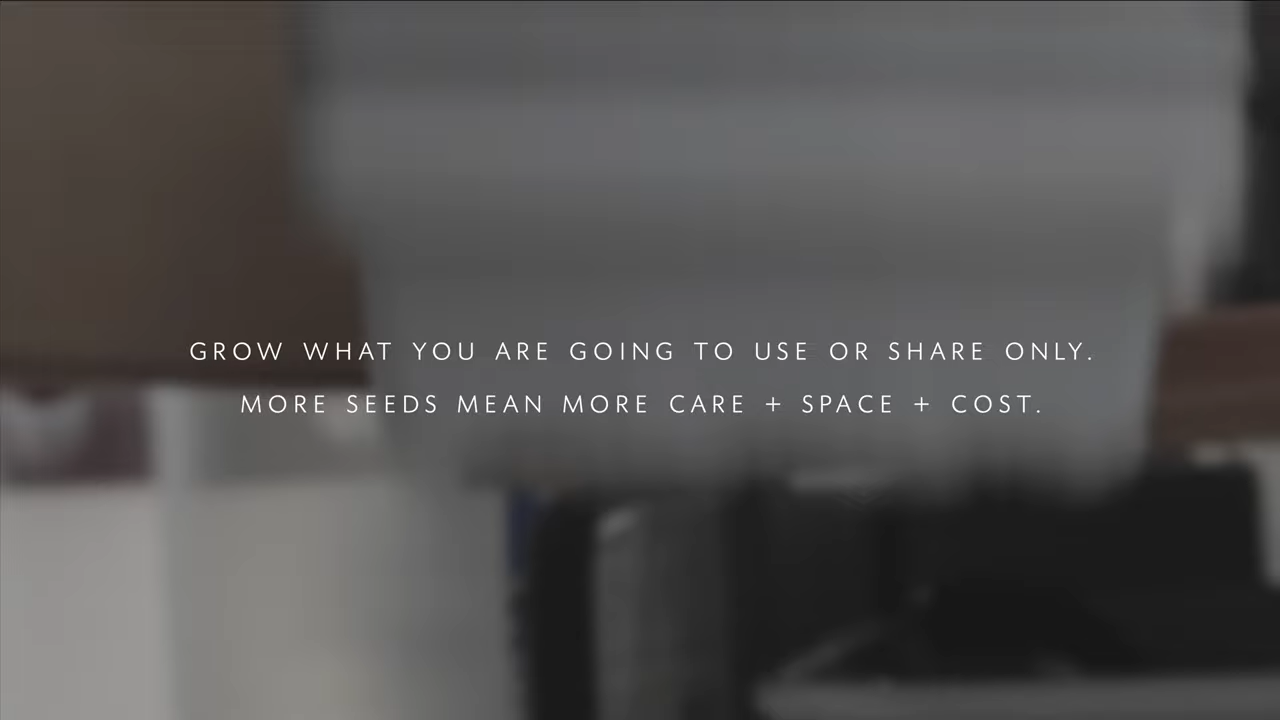 GROW WHAT YOU ARE GOING TO USE OR SHARE ONLY.
MORE SEEDS MEAN MORE CARE + SPACE + COST.